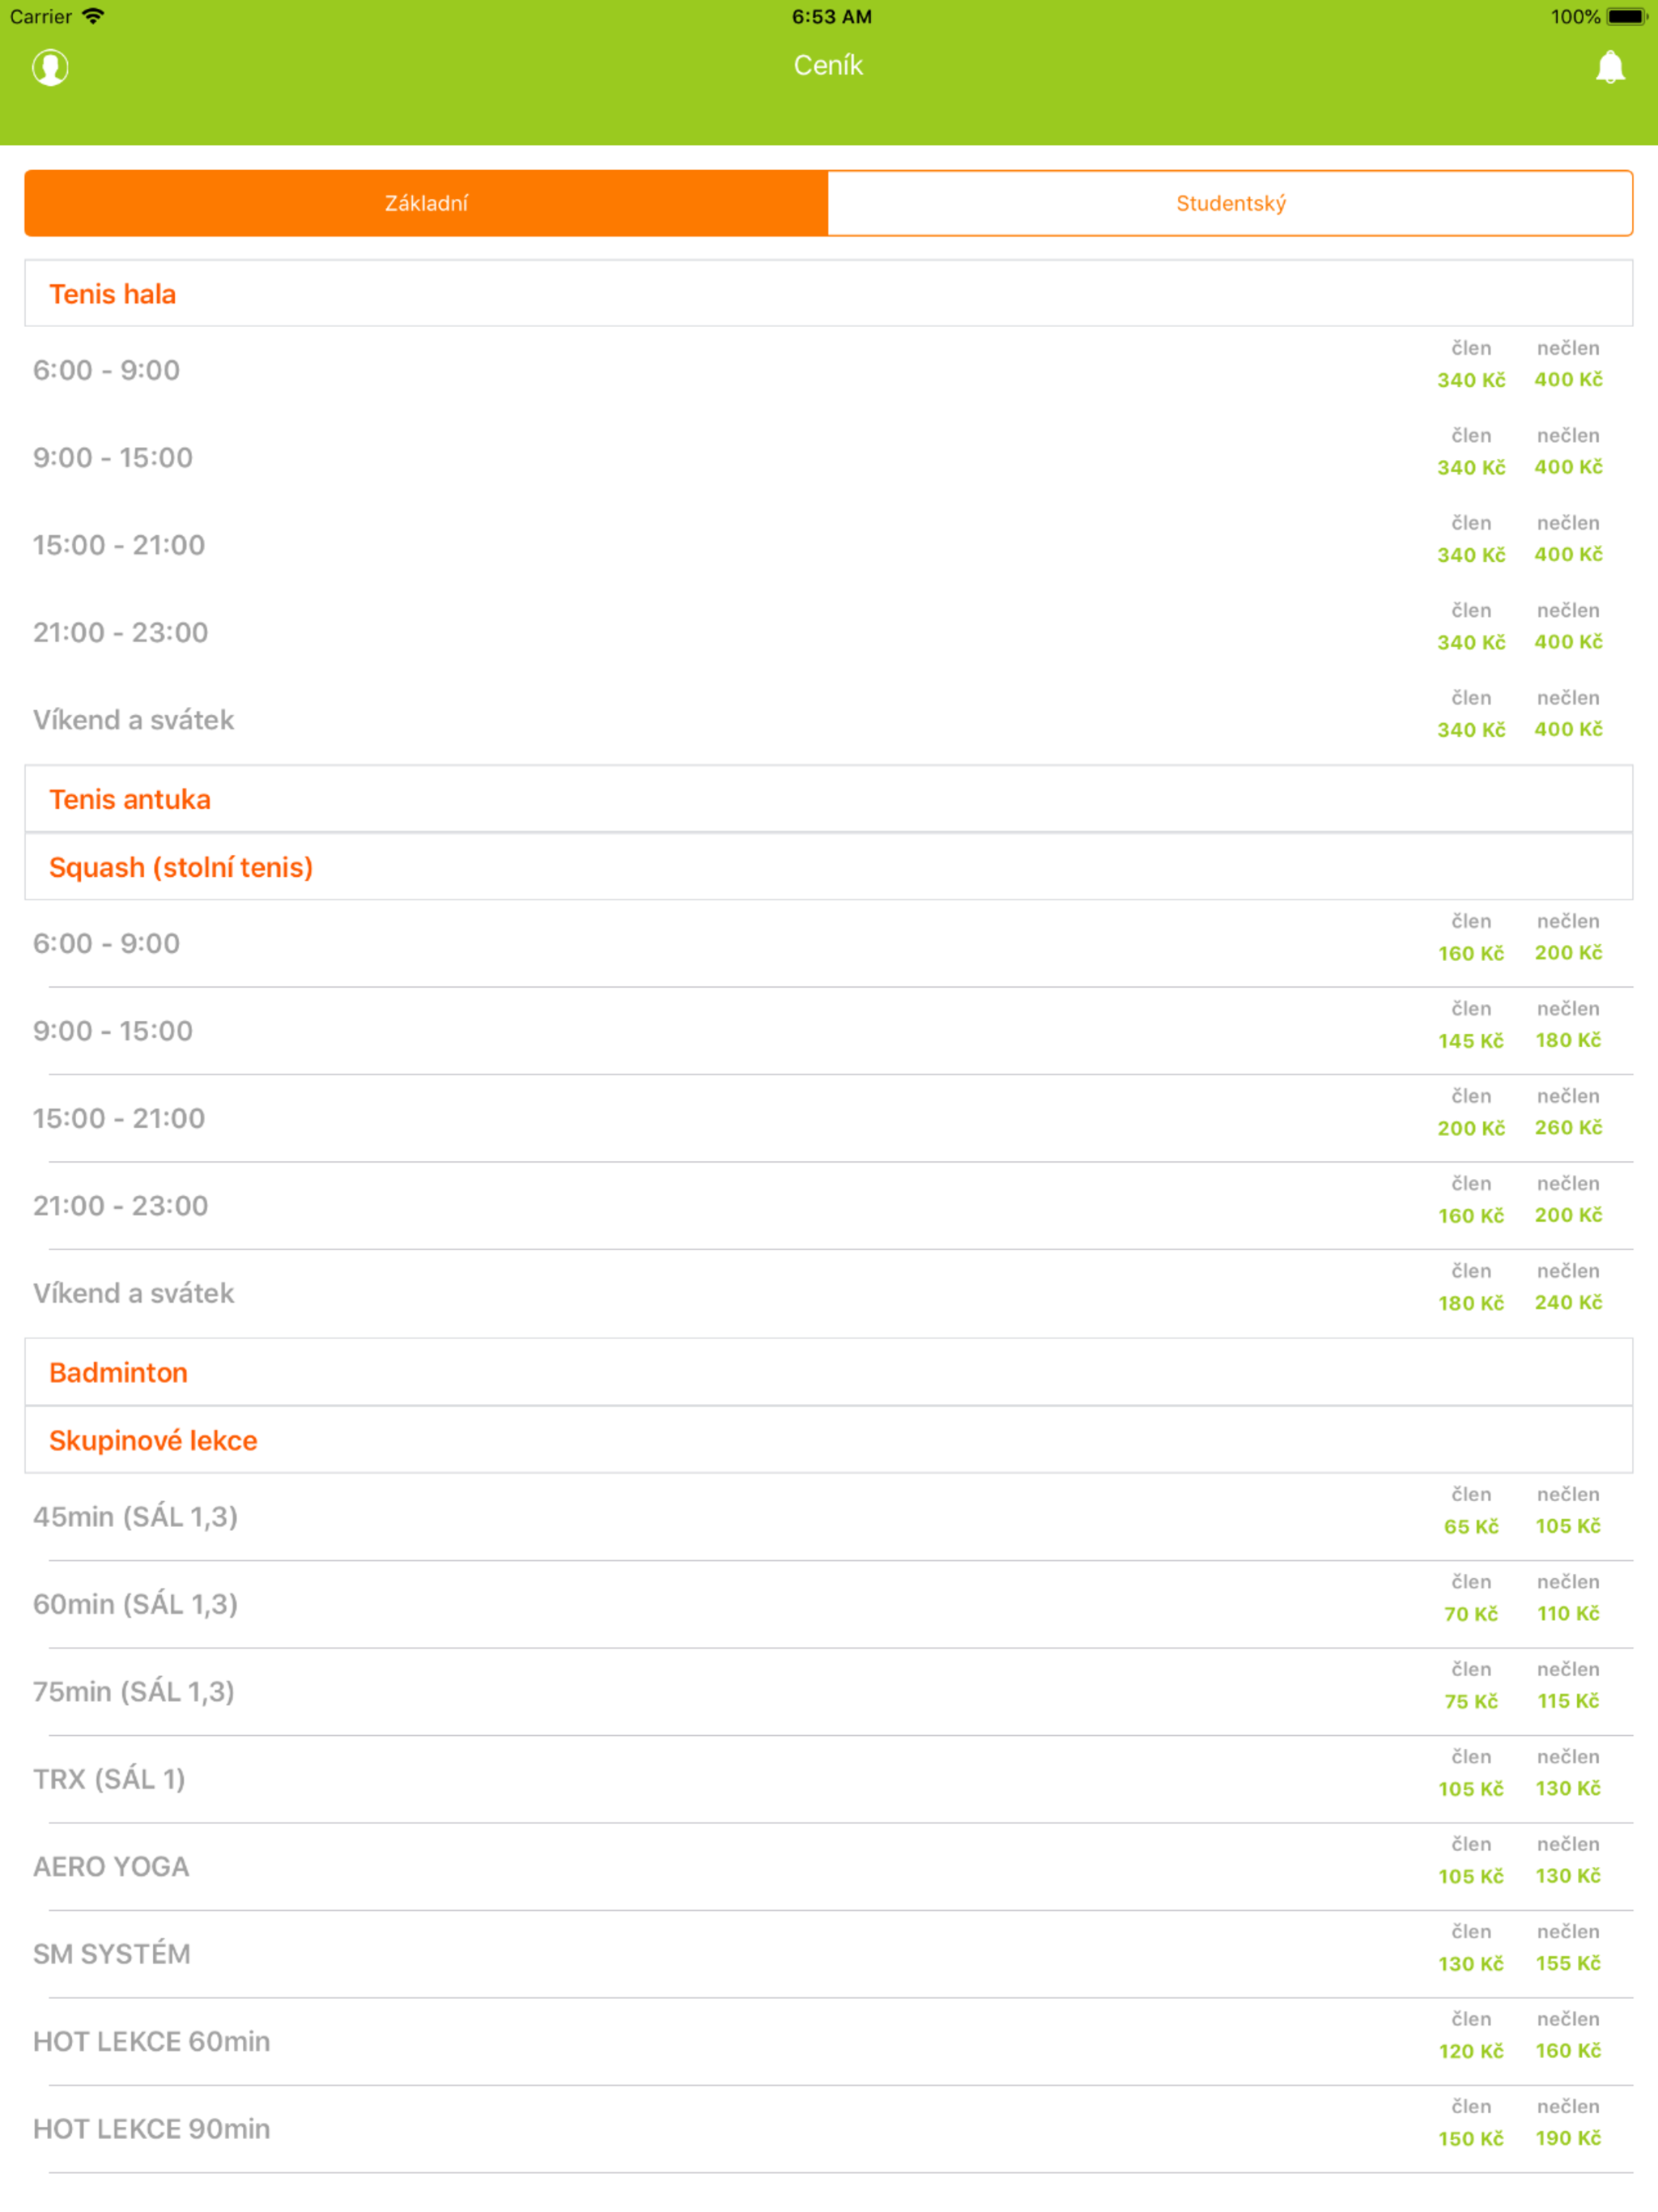 Carrier 6:53 AM 100%
Ceník
Základní Studentský
Tenis hala
člen nečlen
6:00 - 9:00
340 Kč 400 Kč
člen nečlen
9:00 - 15:00
340 Kč 400 Kč
člen nečlen
15:00 - 21:00
340 Kč 400 Kč
člen nečlen
21:00 - 23:00
340 Kč 400 Kč
člen nečlen
Víkend a svátek
340 Kč 400 Kč
Tenis antuka
Squash (stolní tenis)
člen nečlen
6:00 - 9:00
160 Kč 200 Kč
člen nečlen
9:00 - 15:00
145 Kč 180 Kč
člen nečlen
15:00 - 21:00
200 Kč 260 Kč
člen nečlen
21:00 - 23:00
160 Kč 200 Kč
člen nečlen
Víkend a svátek
180 Kč 240 Kč
Badminton
Skupinové lekce
člen nečlen
45min (SÁL 1,3)
65 Kč 105 Kč
člen nečlen
60min (SÁL 1,3)
70 Kč 110 Kč
člen nečlen
75min (SÁL 1,3)
75 Kč 115 Kč
člen nečlen
TRX (SÁL 1)
105 Kč 130 Kč
člen nečlen
AERO YOGA
105 Kč 130 Kč
člen nečlen
SM SYSTÉM
130 Kč 155 Kč
člen nečlen
HOT LEKCE 60min
120 Kč 160 Kč
člen nečlen
HOT LEKCE 90min
150 Kč 190 Kč